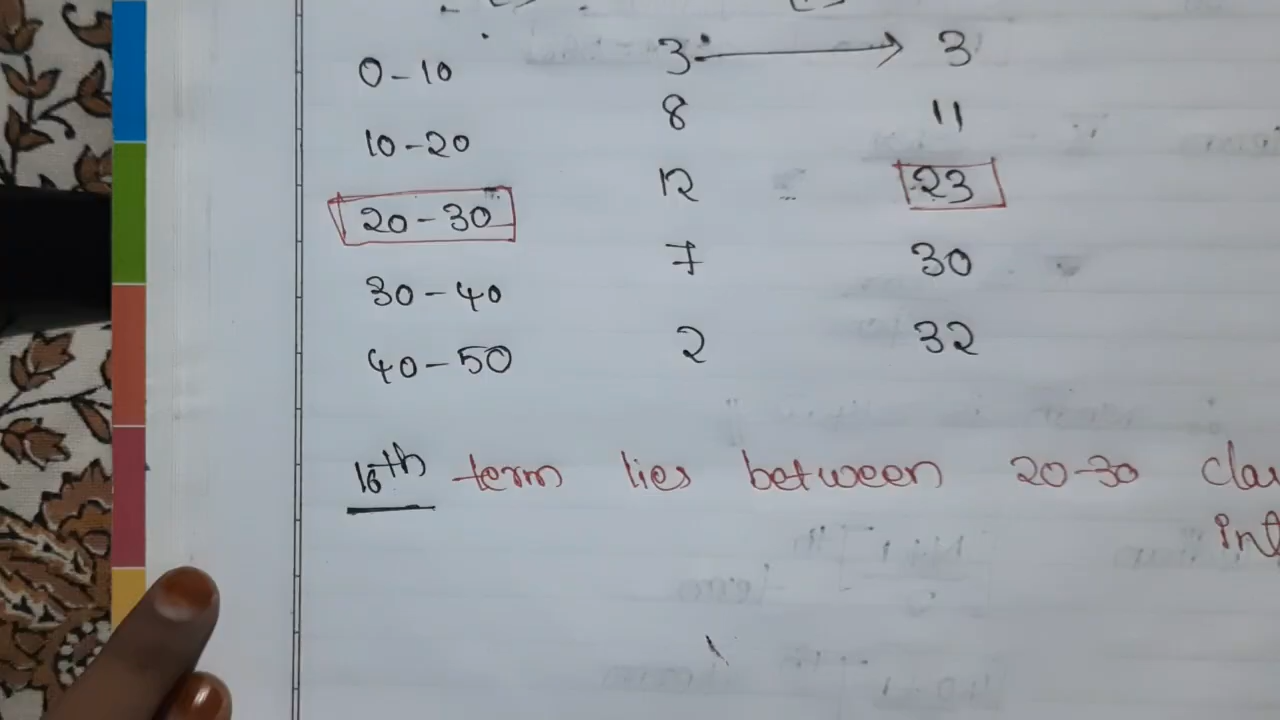 0-10 3 → 3
10-20 8 11
20-30 12 23
30-40 7 30
40-50 2 32
16th term lies between 20-30